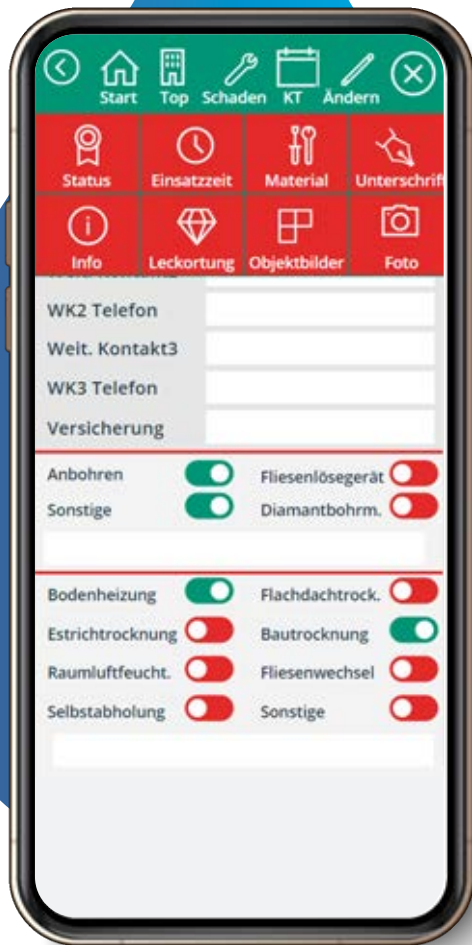 Start Top Schaden KT Ändern
Status Einsatzzeit Material Unterschrif
Info Leckortung Objektbilder Foto
WK2 Telefon
Weit. Kontakt3
WK3 Telefon
Versicherung
Anbohren Fliesenlösegerät
Sonstige Diamantbohrm.
Bodenheizung Flachdachtrock.
Estrichtrocknung Bautrocknung
Raumluftfeucht. Fliesenwechsel
Selbstabholung Sonstige